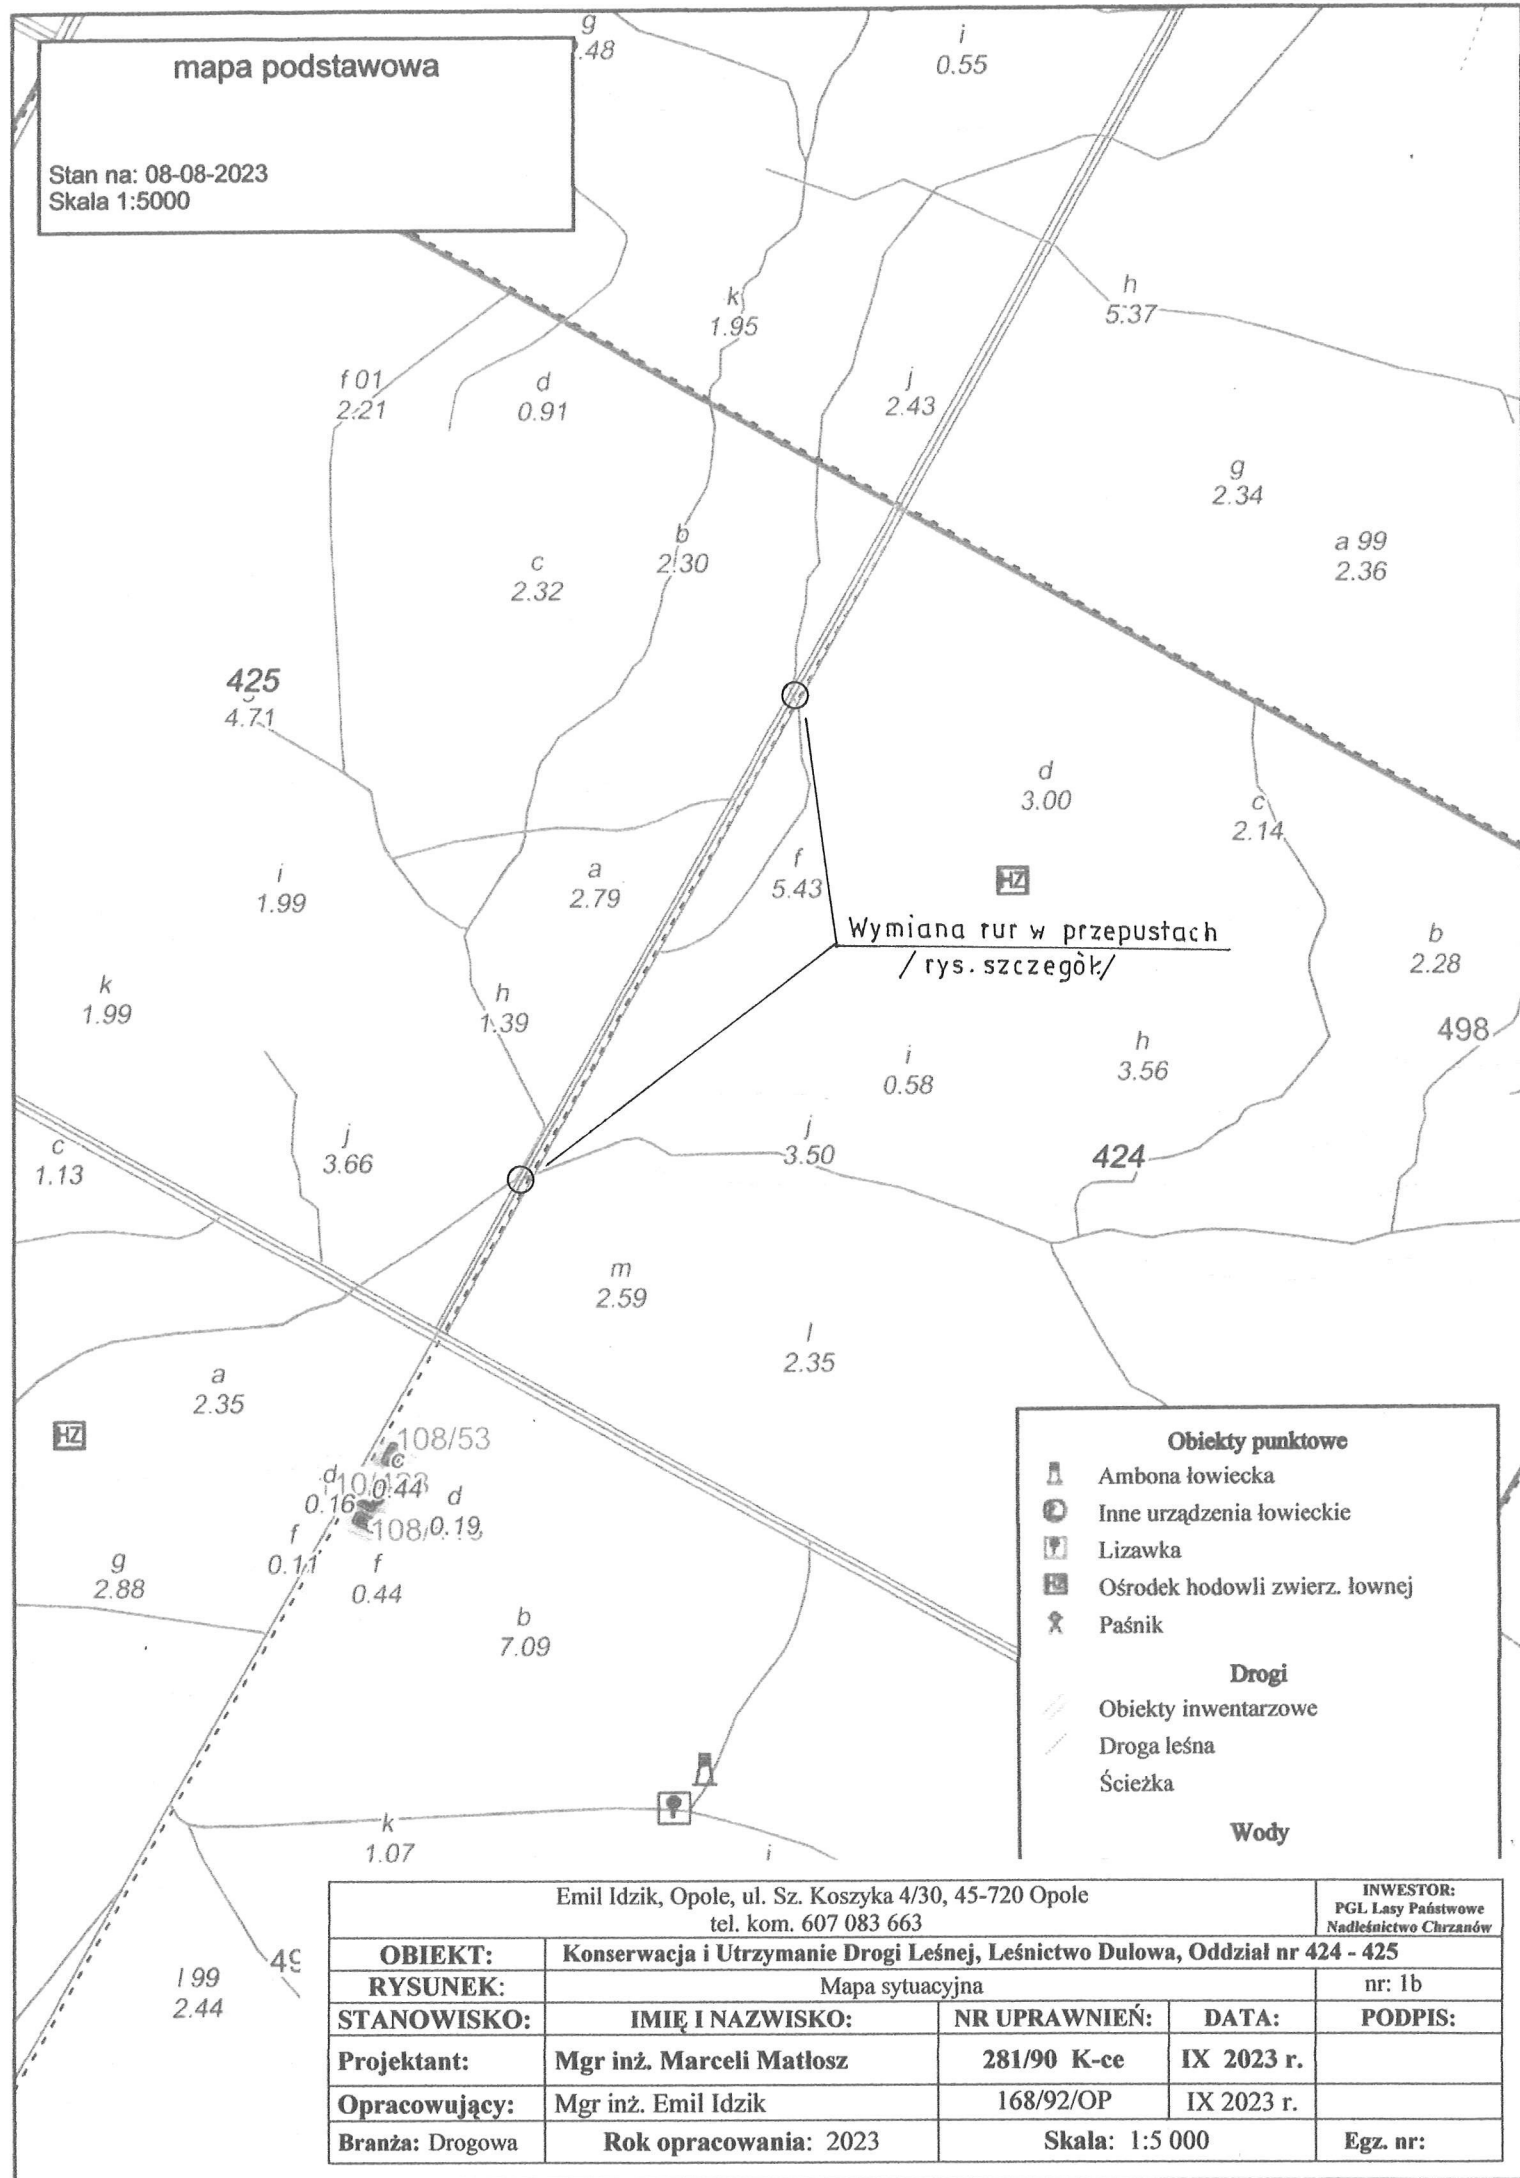 mapa podstawowa
Stan na: 08-08-2023
Skala 1:5000
g
.48
i
0.55
k
1.95
h
5.37
f 01
2.21
d
0.91
j
2.43
g
2.34
a 99
2.36
b
2.30
c
2.32
425
4.71
d
3.00
c
2.14
i
1.99
a
2.79
f
5.43
HZ
Wymiana rur w przepustach
/ rys. szczegół/
b
2.28
k
1.99
h
1.39
498
i
0.58
h
3.56
c
1.13
j
3.66
j
3.50
424
m
2.59
l
2.35
a
2.35
HZ
108/53
c
d
0.44
0.16
d
108/
0.19
f
0.11
f
0.44
g
2.88
b
7.09
k
1.07
i
49
l 99
2.44
Obiekty punktowe
Ambona łowiecka
Inne urządzenia łowieckie
Lizawka
HZ Ośrodek hodowli zwierz. łownej
Paśnik
Drogi
Obiekty inwentarzowe
Droga leśna
Ścieżka
Wody
Emil Idzik, Opole, ul. Sz. Koszyka 4/30, 45-720 Opole
tel. kom. 607 083 663
INWESTOR:
PGL Lasy Państwowe
Nadleśnictwo Chrzanów
OBIEKT: Konserwacja i Utrzymanie Drogi Leśnej, Leśnictwo Dulowa, Oddział nr 424 - 425
RYSUNEK: Mapa sytuacyjna nr: 1b
STANOWISKO: IMIĘ I NAZWISKO: NR UPRAWNIEŃ: DATA: PODPIS:
Projektant: Mgr inż. Marceli Matłosz 281/90 K-ce IX 2023 r.
Opracowujący: Mgr inż. Emil Idzik 168/92/OP IX 2023 r.
Branża: Drogowa Rok opracowania: 2023 Skala: 1:5 000 Egz. nr: